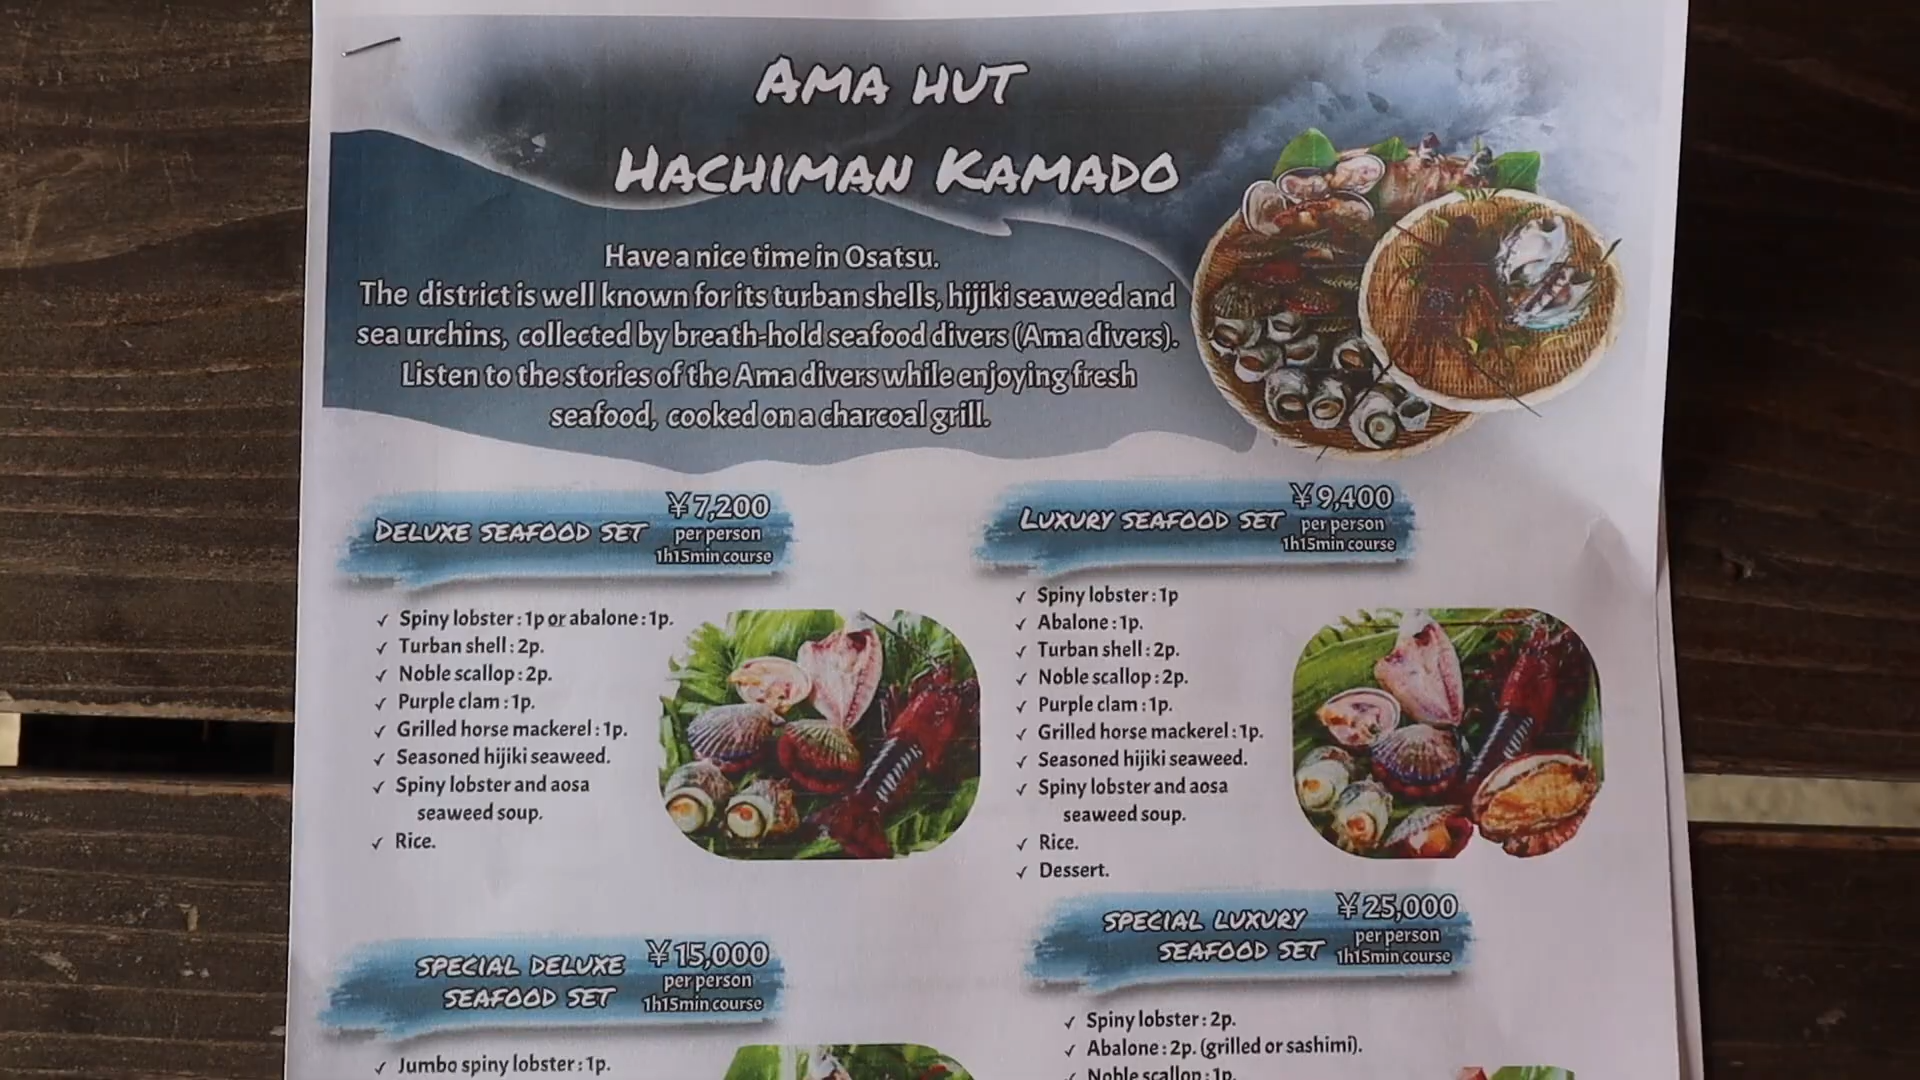 AMA HUT
HACHIMAN KAMADO
Have a nice time in Osatsu.
The district is well known for its turban shells, hijiki seaweed and
sea urchins, collected by breath-hold seafood divers (Ama divers).
Listen to the stories of the Ama divers while enjoying fresh
seafood, cooked on a charcoal grill.
DELUXE SEAFOOD SET
¥7,200
per person
1h15min course
✓ Spiny lobster : 1p or abalone : 1p.
✓ Turban shell : 2p.
✓ Noble scallop : 2p.
✓ Purple clam : 1p.
✓ Grilled horse mackerel : 1p.
✓ Seasoned hijiki seaweed.
✓ Spiny lobster and aosa
seaweed soup.
✓ Rice.
LUXURY SEAFOOD SET
¥9,400
per person
1h15min course
✓ Spiny lobster : 1p
✓ Abalone : 1p.
✓ Turban shell : 2p.
✓ Noble scallop : 2p.
✓ Purple clam : 1p.
✓ Grilled horse mackerel : 1p.
✓ Seasoned hijiki seaweed.
✓ Spiny lobster and aosa
seaweed soup.
✓ Rice.
✓ Dessert.
SPECIAL DELUXE
SEAFOOD SET
¥15,000
per person
1h15min course
✓ Jumbo spiny lobster : 1p.
SPECIAL LUXURY
SEAFOOD SET
¥25,000
per person
1h15min course
✓ Spiny lobster : 2p.
✓ Abalone : 2p. (grilled or sashimi).
✓ Noble scallop : 1p.